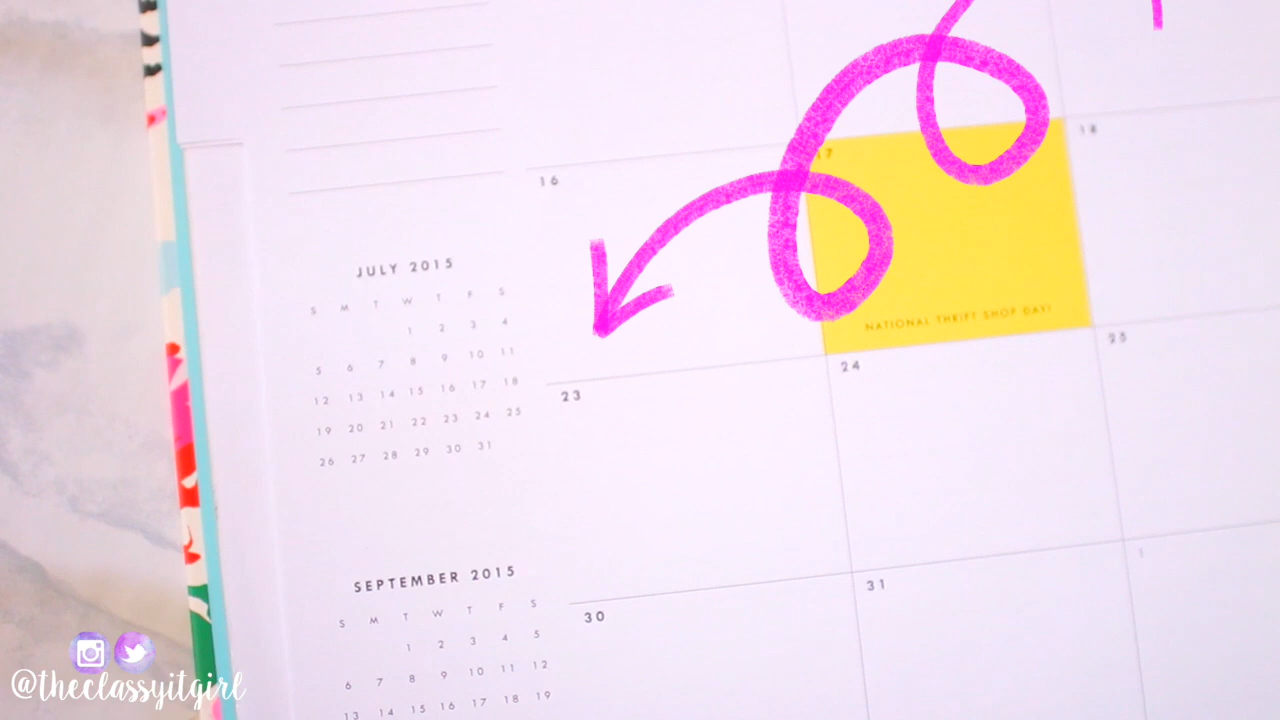 16
17
18
JULY 2015
S M T W T F S
1 2 3 4
5 6 7 8 9 10 11
12 13 14 15 16 17 18
19 20 21 22 23 24 25
26 27 28 29 30 31
NATIONAL THRIFT SHOP DAY!
23
24
25
SEPTEMBER 2015
S M T W T F S
1 2 3 4 5
6 7 8 9 10 11 12
13 14 15 16 17 18 19
30
31
1
@theclassyitgirl